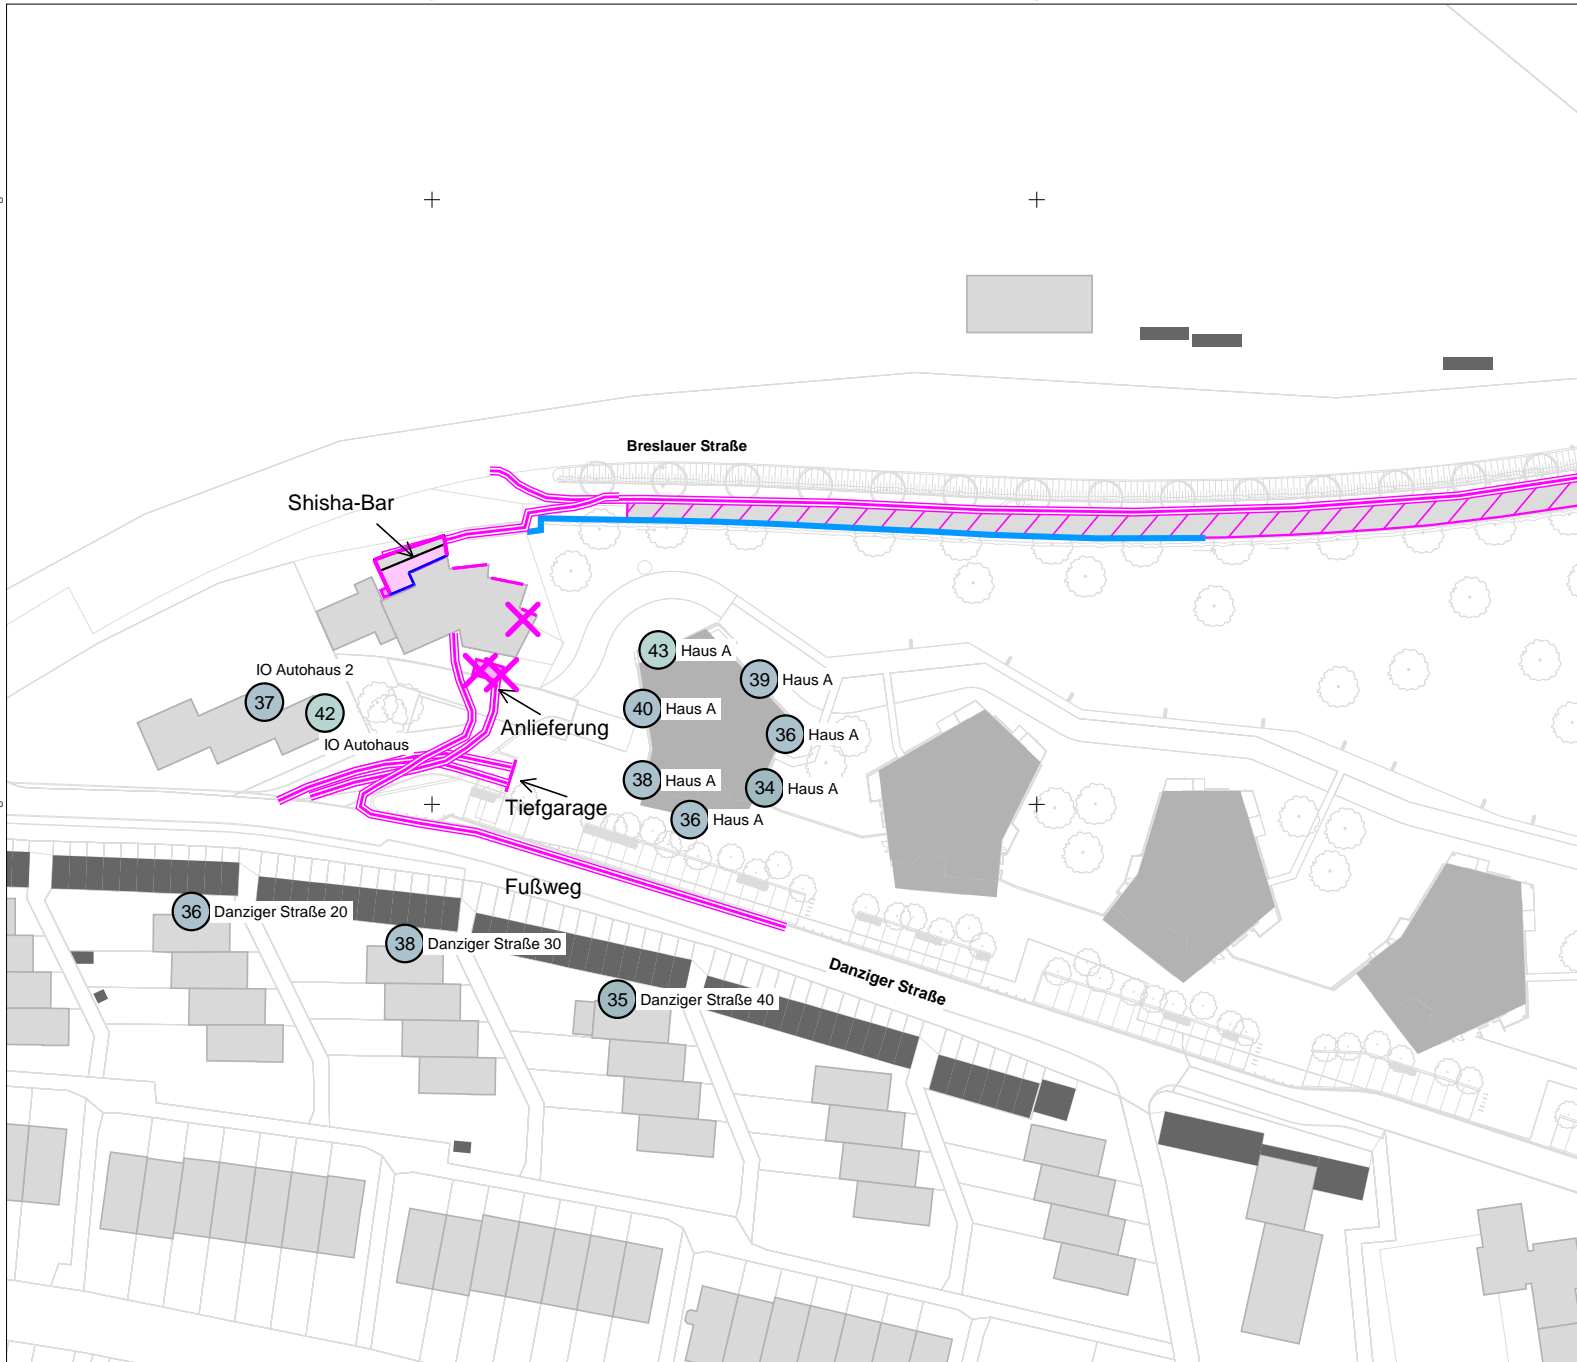 Breslauer Straße
Shisha-Bar
43 Haus A
IO Autohaus 2
39 Haus A
37
42
40 Haus A
Anlieferung
36 Haus A
IO Autohaus
38 Haus A
34 Haus A
Tiefgarage
36 Haus A
Fußweg
36 Danziger Straße 20
38 Danziger Straße 30
Danziger Straße
35 Danziger Straße 40